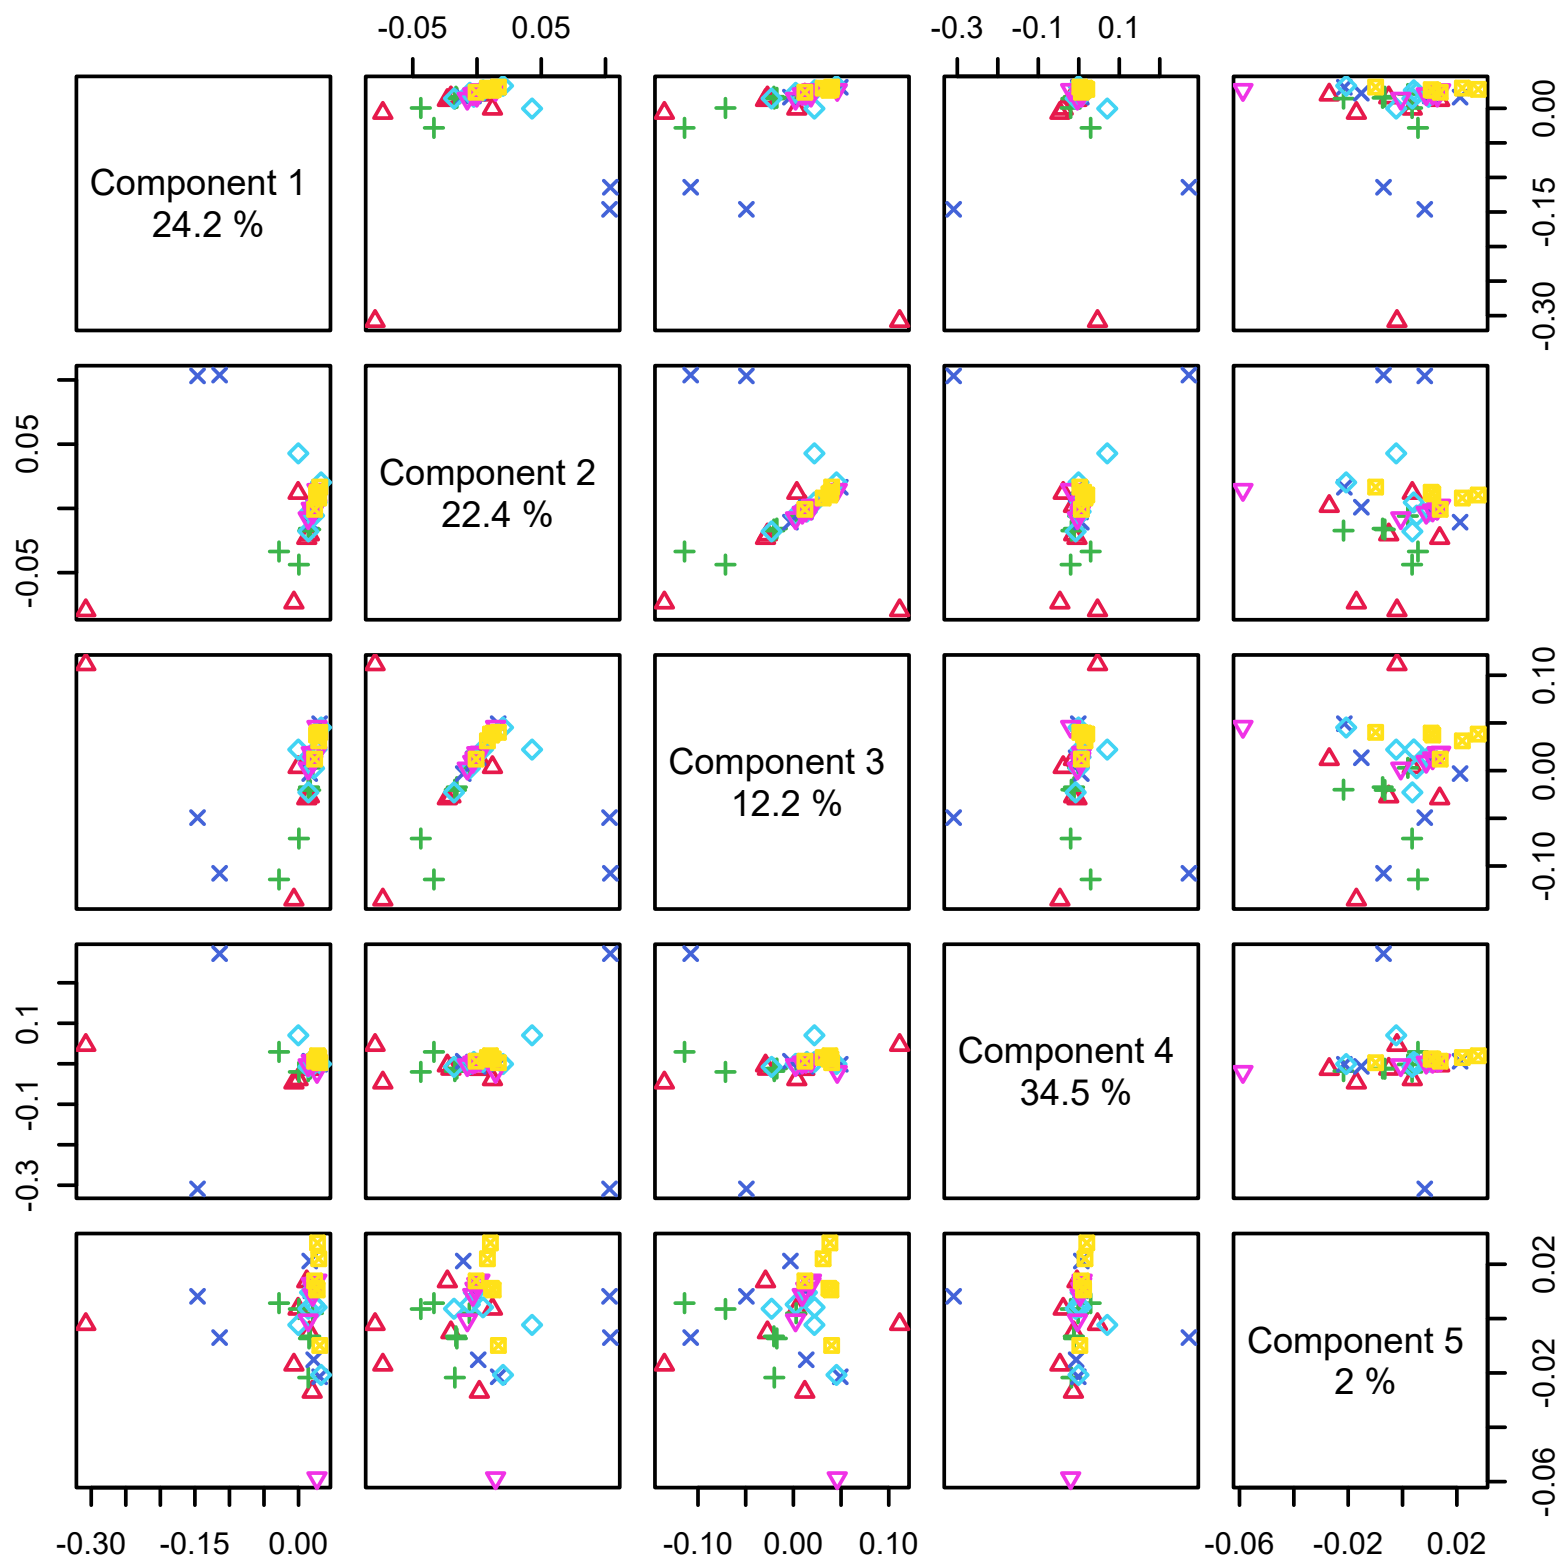 -0.05 0.05 -0.3 -0.1 0.1
Component 1
24.2 %
0.00
-0.15
-0.30
0.05
-0.05
Component 2
22.4 %
Component 3
12.2 %
0.10
0.00
-0.10
0.1
-0.1
-0.3
Component 4
34.5 %
Component 5
2 %
0.02
-0.02
-0.06
-0.30 -0.15 0.00 -0.10 0.00 0.10 -0.06 -0.02 0.02